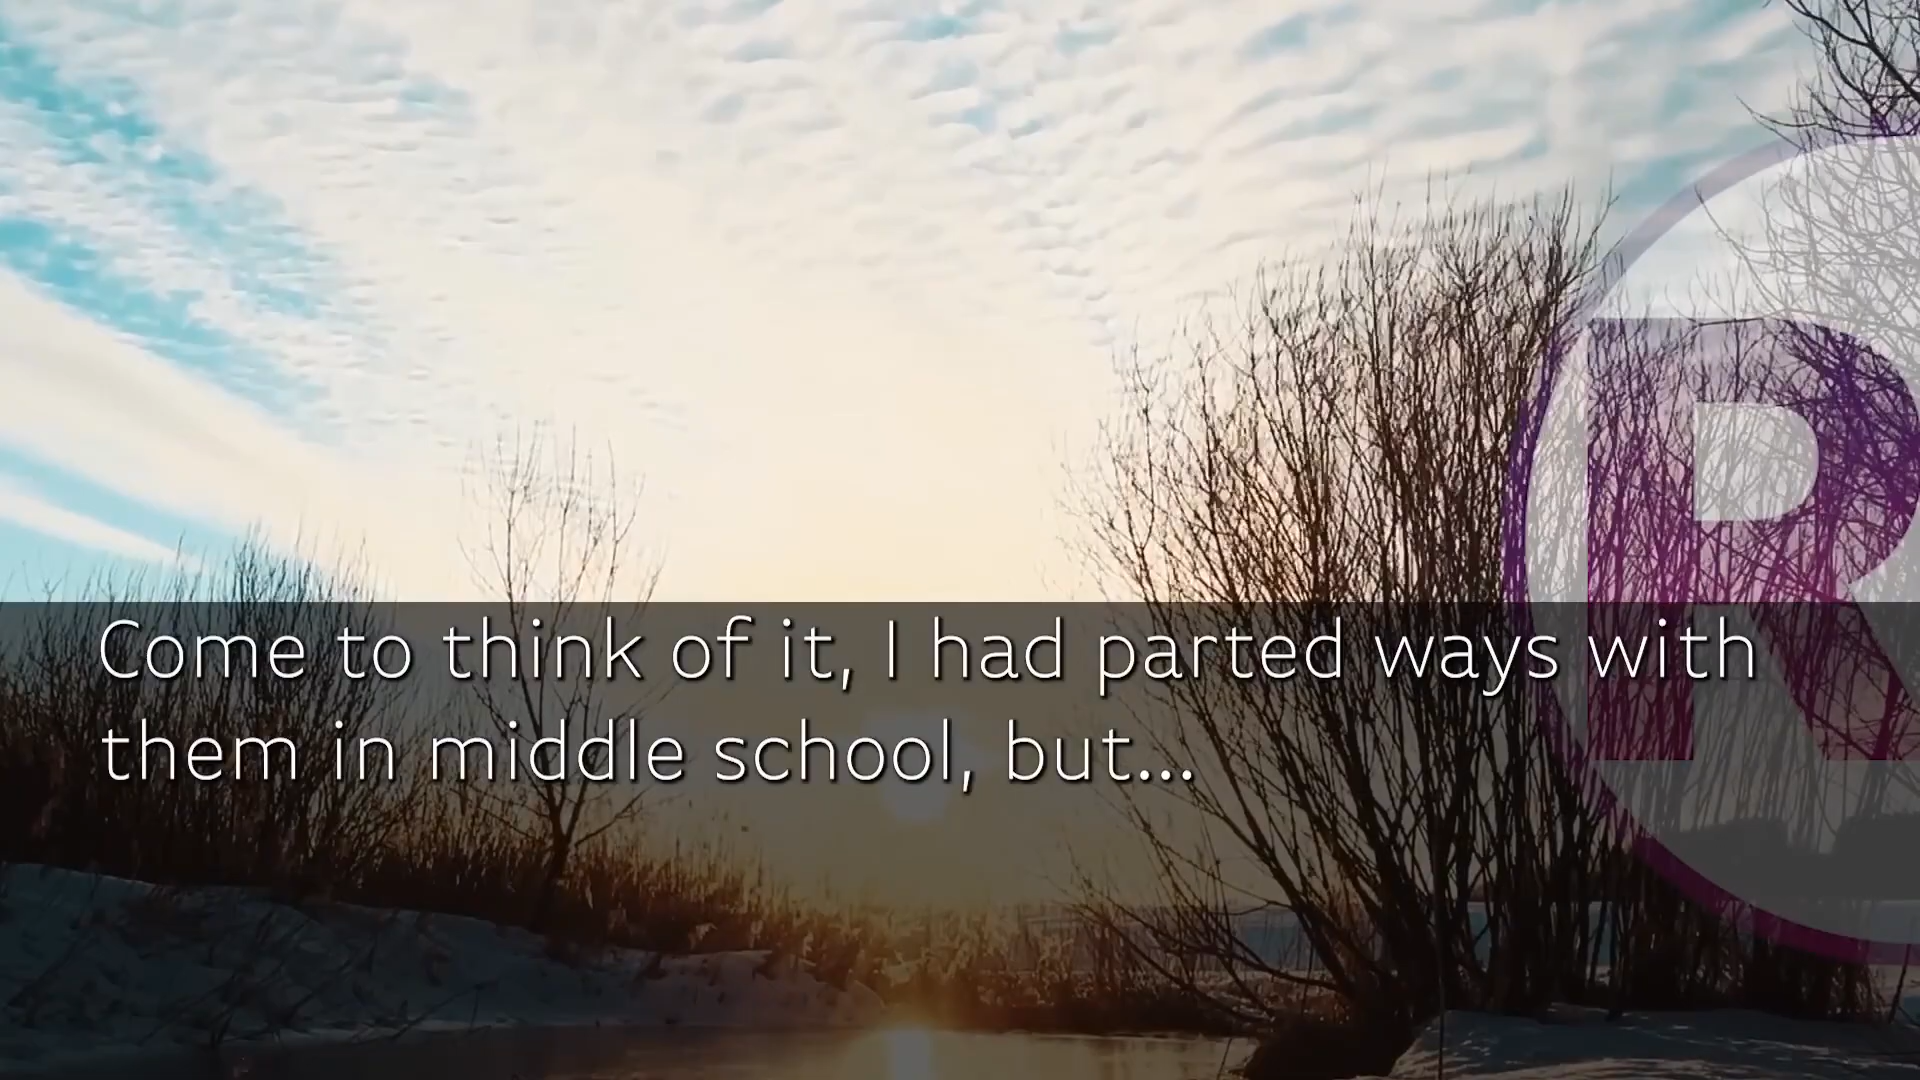 Come to think of it, I had parted ways with
them in middle school, but...
R